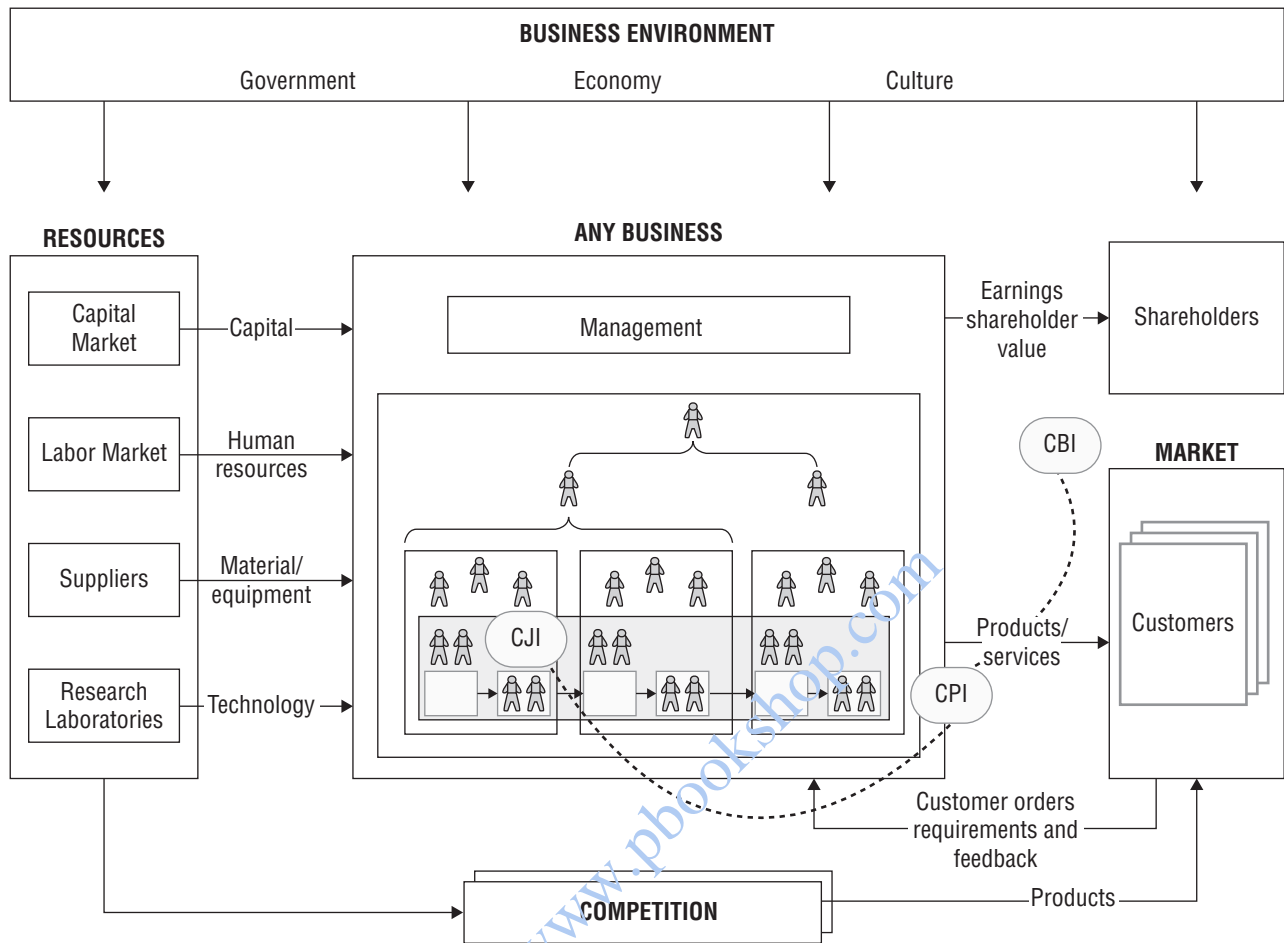 BUSINESS ENVIRONMENT
Government
Economy
Culture
RESOURCES
ANY BUSINESS
Capital
Market
Capital
Management
Earnings
shareholder
value
Shareholders
Labor Market
Human
resources
CBI
MARKET
Suppliers
Material/
equipment
CJI
Products/
services
Customers
Research
Laboratories
Technology
CPI
Customer orders
requirements and
feedback
COMPETITION
Products
www.pbookshop.com